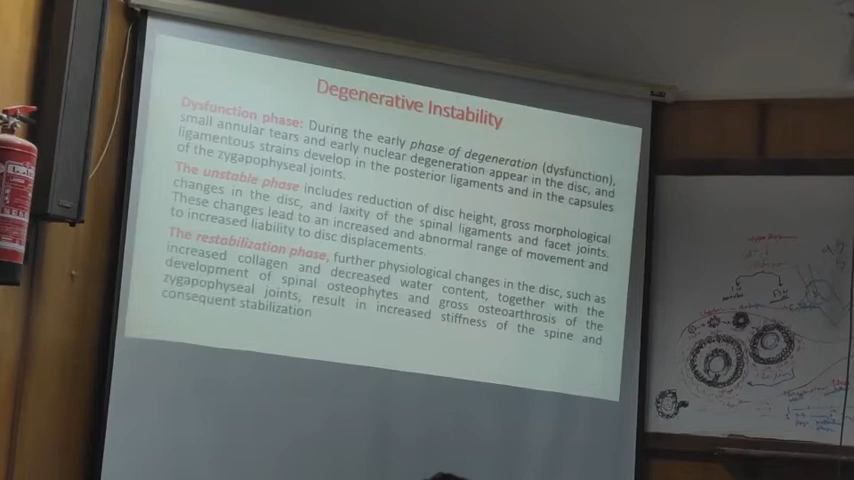 Degenerative Instability
Dysfunction phase: During the early phase of degeneration (dysfunction),
small annular tears and early nuclear degeneration appear in the disc, and
ligamentous strains develop in the posterior ligaments and in the capsules
of the zygapophyseal joints.
The unstable phase includes reduction of disc height, gross morphological
changes in the disc, and laxity of the spinal ligaments and facet joints.
These changes lead to an increased and abnormal range of movement and
to increased liability to disc displacements.
The restabilization phase, further physiological changes in the disc, such as
increased collagen and decreased water content, together with the
development of spinal osteophytes and gross osteoarthrosis of the
zygapophyseal joints, result in increased stiffness of the spine and
consequent stabilization